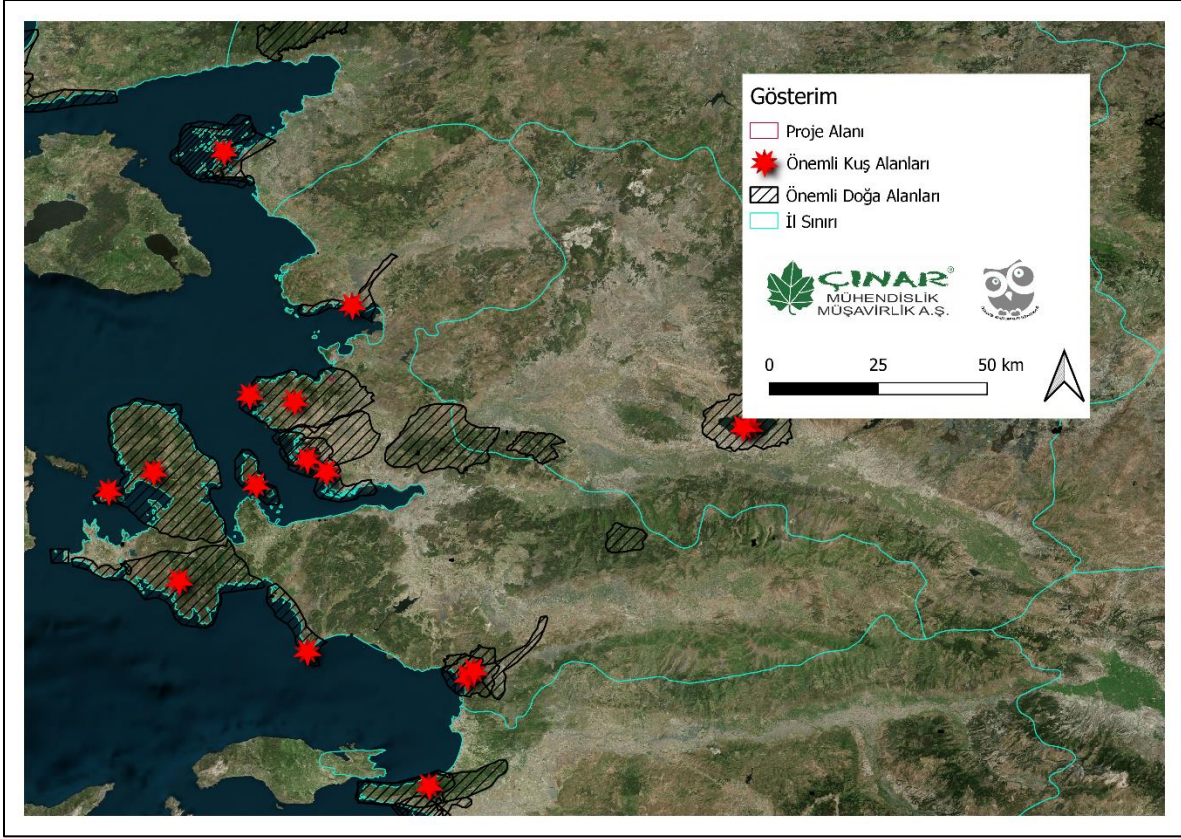 Gösterim
Proje Alanı
Önemli Kuş Alanları
Önemli Doğa Alanları
İl Sınırı
ÇINAR®
MÜHENDİSLİK
MÜŞAVİRLİK A.Ş.
0 25 50 km